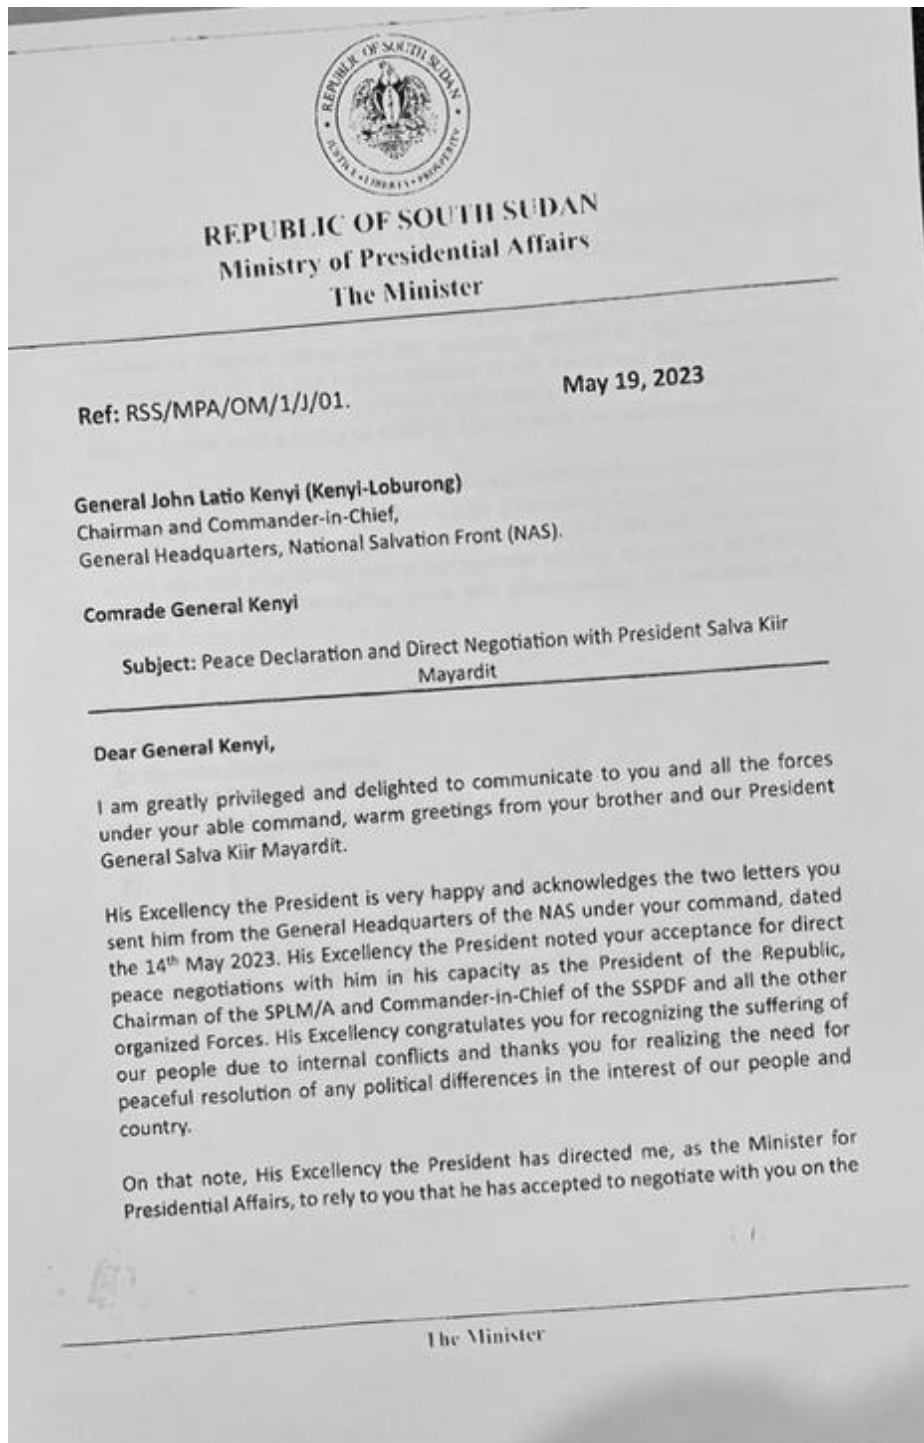 REPUBLIC OF SOUTH SUDAN
JUSTICE • LIBERTY • PROSPERITY
REPUBLIC OF SOUTH SUDAN
Ministry of Presidential Affairs
The Minister
Ref: RSS/MPA/OM/1/J/01.
May 19, 2023
General John Latio Kenyi (Kenyi-Loburong)
Chairman and Commander-in-Chief,
General Headquarters, National Salvation Front (NAS).
Comrade General Kenyi
Subject: Peace Declaration and Direct Negotiation with President Salva Kiir
Mayardit
Dear General Kenyi,
I am greatly privileged and delighted to communicate to you and all the forces
under your able command, warm greetings from your brother and our President
General Salva Kiir Mayardit.
His Excellency the President is very happy and acknowledges the two letters you
sent him from the General Headquarters of the NAS under your command, dated
the 14th May 2023. His Excellency the President noted your acceptance for direct
peace negotiations with him in his capacity as the President of the Republic,
Chairman of the SPLM/A and Commander-in-Chief of the SSPDF and all the other
organized Forces. His Excellency congratulates you for recognizing the suffering of
our people due to internal conflicts and thanks you for realizing the need for
peaceful resolution of any political differences in the interest of our people and
country.
On that note, His Excellency the President has directed me, as the Minister for
Presidential Affairs, to rely to you that he has accepted to negotiate with you on the
The Minister